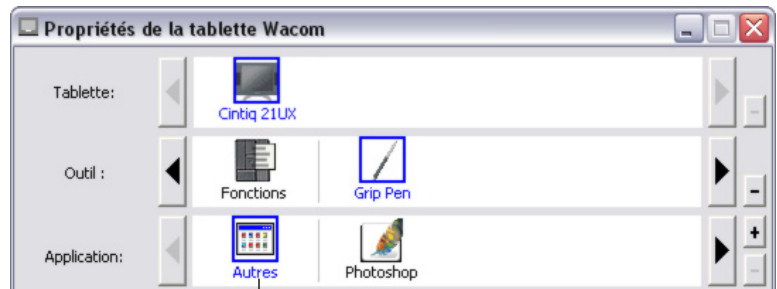 Propriétés de la tablette Wacom
Tablette:
Cintiq 21UX
Outil :
Fonctions Grip Pen
Application:
Autres Photoshop